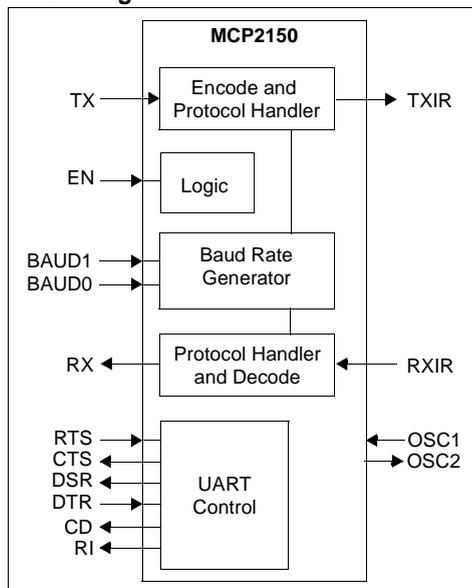 MCP2150
Encode and
Protocol Handler
TX
TXIR
EN
Logic
BAUD1
BAUD0
Baud Rate
Generator
RX
Protocol Handler
and Decode
RXIR
RTS
CTS
DSR
DTR
CD
RI
UART
Control
OSC1
OSC2